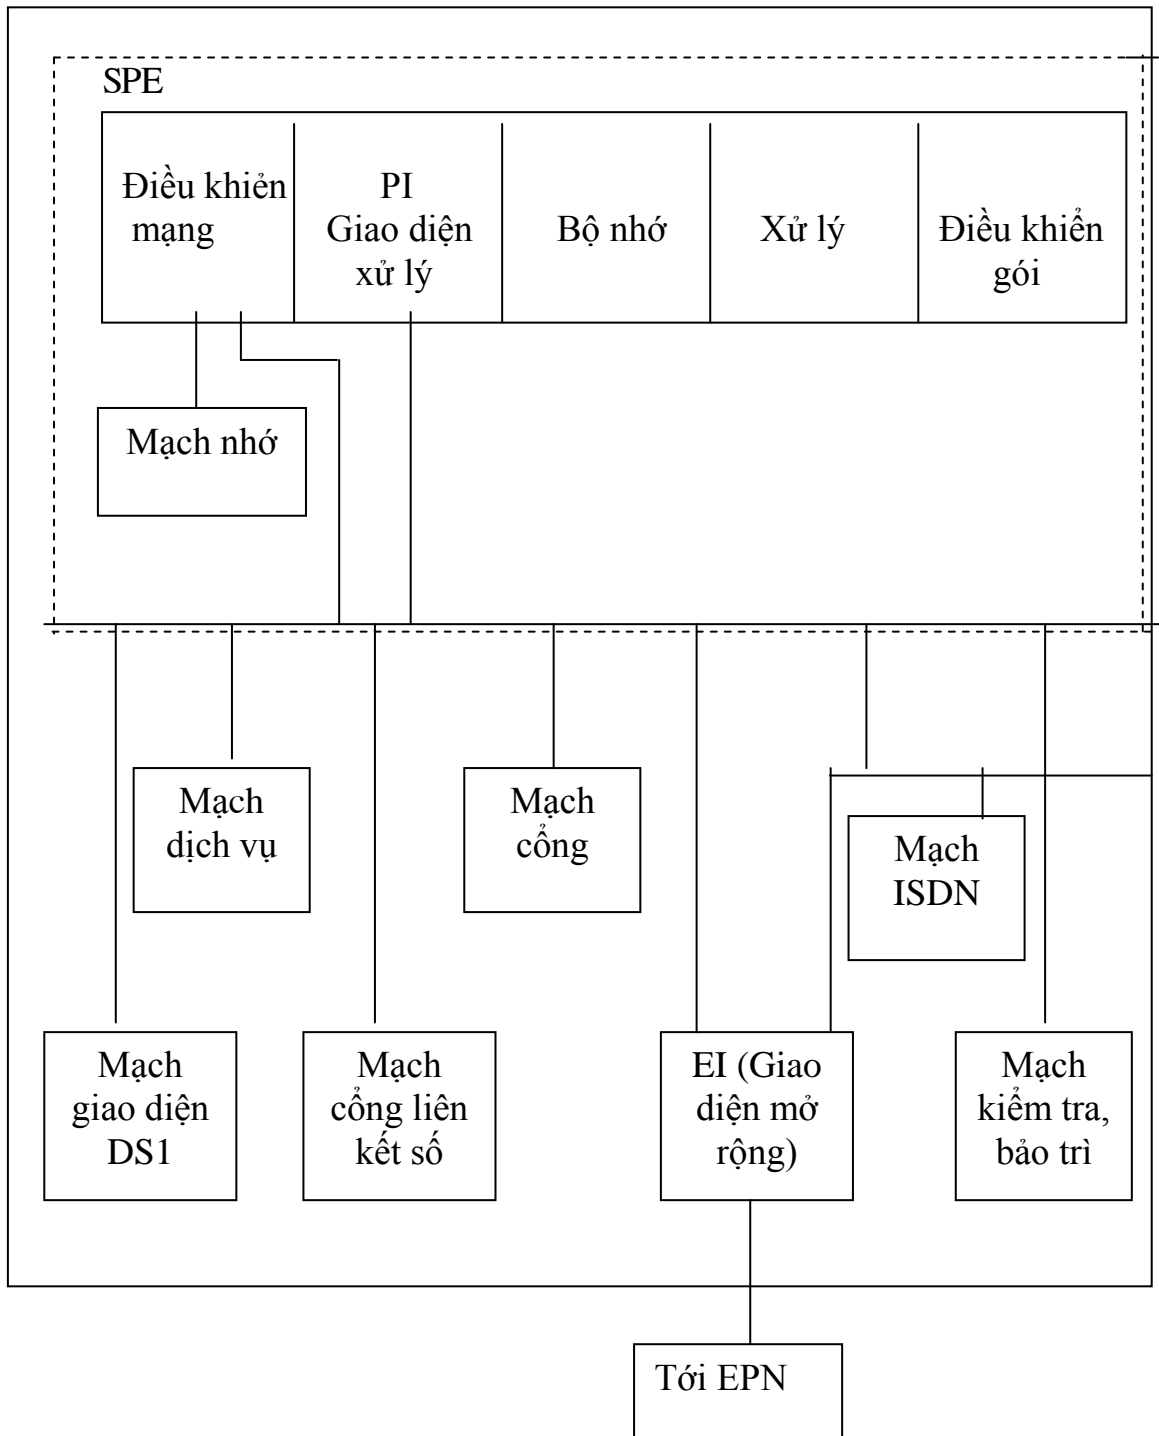 SPE
Điều khiẻn
mạng
PI
Giao diện
xử lý
Bộ nhớ
Xử lý
Điều khiển
gói
Mạch nhớ
Mạch
dịch vụ
Mạch
cổng
Mạch
ISDN
Mạch
giao diện
DS1
Mạch
cổng liên
kết số
EI (Giao
diện mở
rộng)
Mạch
kiểm tra,
bảo trì
Tới EPN